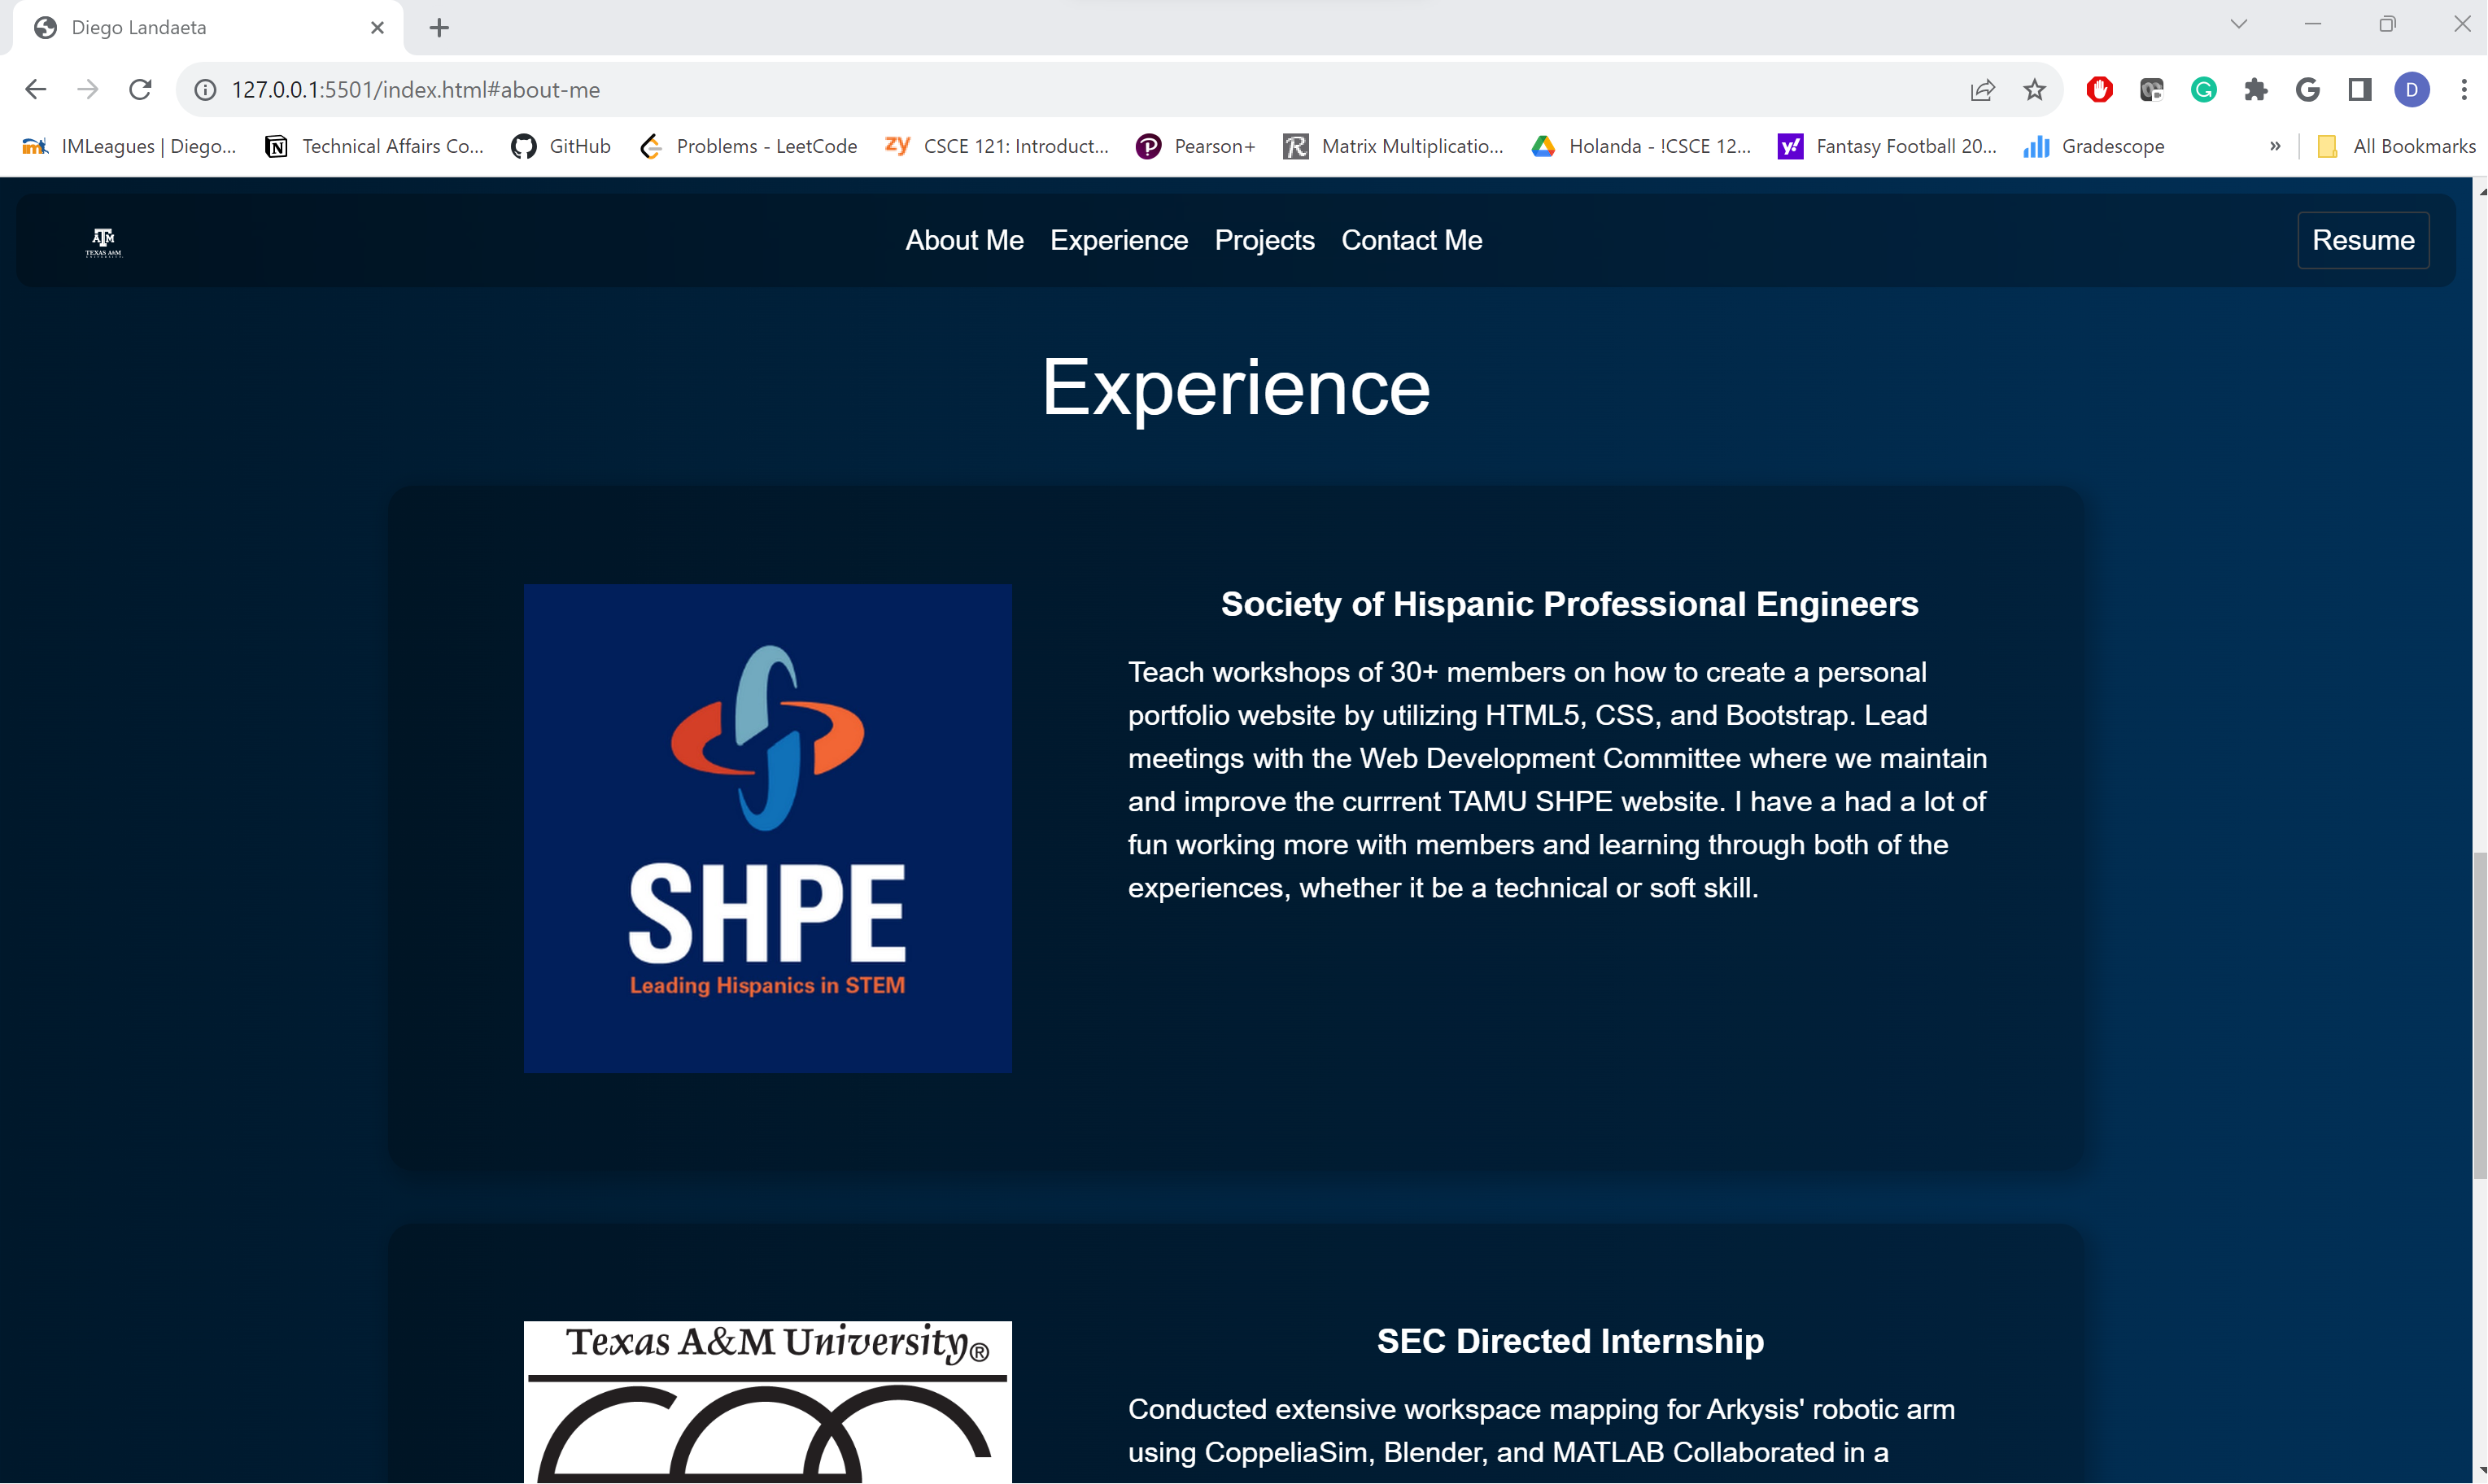 Diego Landaeta
127.0.0.1:5501/index.html#about-me
D
IMLeagues | Diego...
Technical Affairs Co...
GitHub
Problems - LeetCode
zy CSCE 121: Introduct...
Pearson+
Matrix Multiplicatio...
Holanda - !CSCE 12...
Fantasy Football 20...
Gradescope
»
All Bookmarks
ATM
TEXAS A&M
UNIVERSITY
About Me Experience Projects Contact Me
Resume
Experience
SHPE
Leading Hispanics in STEM
Society of Hispanic Professional Engineers
Teach workshops of 30+ members on how to create a personal
portfolio website by utilizing HTML5, CSS, and Bootstrap. Lead
meetings with the Web Development Committee where we maintain
and improve the currrent TAMU SHPE website. I have a had a lot of
fun working more with members and learning through both of the
experiences, whether it be a technical or soft skill.
Texas A&M University®
SEC Directed Internship
Conducted extensive workspace mapping for Arkysis' robotic arm
using CoppeliaSim, Blender, and MATLAB Collaborated in a